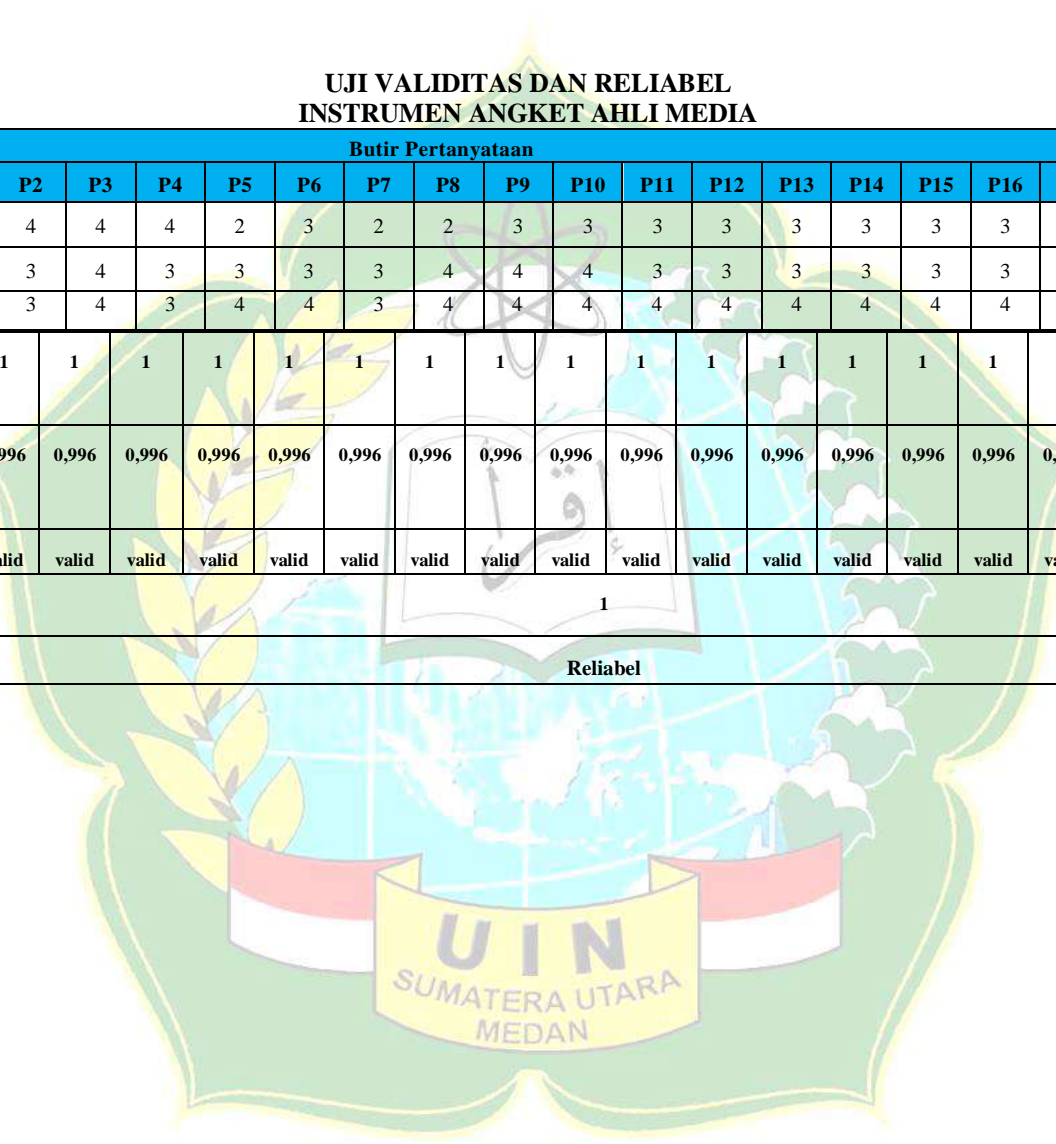 UJI VALIDITAS DAN RELIABEL
INSTRUMEN ANGKET AHLI MEDIA
Butir Pertanyataan
P2 P3 P4 P5 P6 P7 P8 P9 P10 P11 P12 P13 P14 P15 P16
4 4 4 2 3 2 2 3 3 3 3 3 3 3 3
3 4 3 3 3 3 4 4 4 3 3 3 3 3 3
3 4 3 4 4 3 4 4 4 4 4 4 4 4 4
1 1 1 1 1 1 1 1 1 1 1 1 1 1 1
996 0,996 0,996 0,996 0,996 0,996 0,996 0,996 0,996 0,996 0,996 0,996 0,996 0,996 0,996 0,
alid valid valid valid valid valid valid valid valid valid valid valid valid valid valid va
1
Reliabel
إقرأ
UIN
SUMATERA UTARA
MEDAN